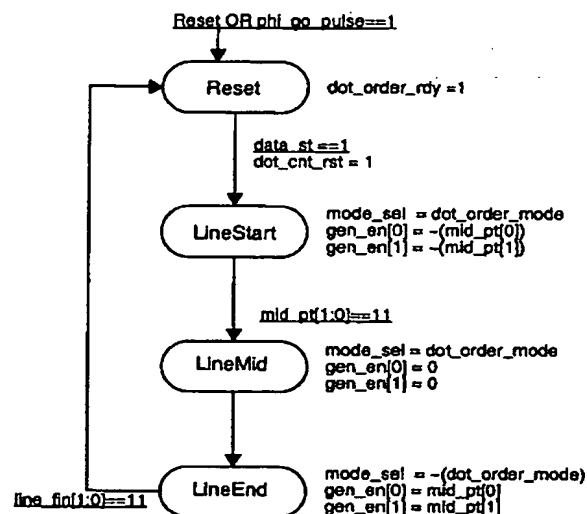 Reset OR phi_go_pulse==1
Reset
dot_order_rdy = 1
data_st==1
dot_cnt_rst = 1
LineStart
mode_sel = dot_order_mode
gen_en[0] = ~(mid_pt[0])
gen_en[1] = ~(mid_pt[1])
mid_pt[1:0]==11
LineMid
mode_sel = dot_order_mode
gen_en[0] = 0
gen_en[1] = 0
LineEnd
mode_sel = ~(dot_order_mode)
gen_en[0] = mid_pt[0]
gen_en[1] = mid_pt[1]
line_fin[1:0]==11